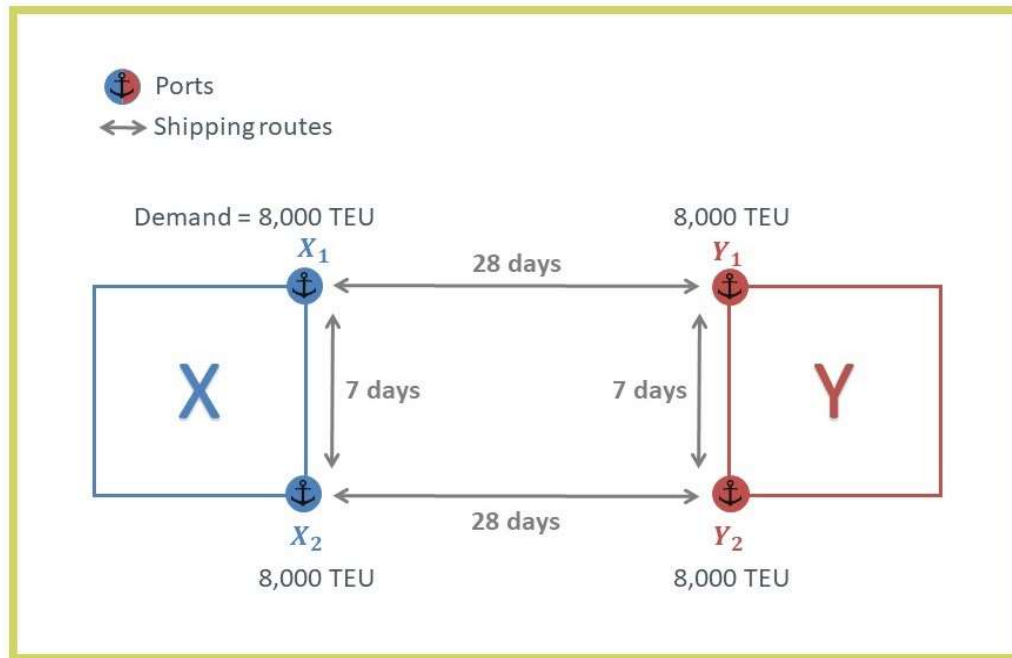 Ports
Shipping routes
Demand = 8,000 TEU
8,000 TEU
X₁
28 days
Y₁
X
7 days
7 days
Y
28 days
X₂
Y₂
8,000 TEU
8,000 TEU